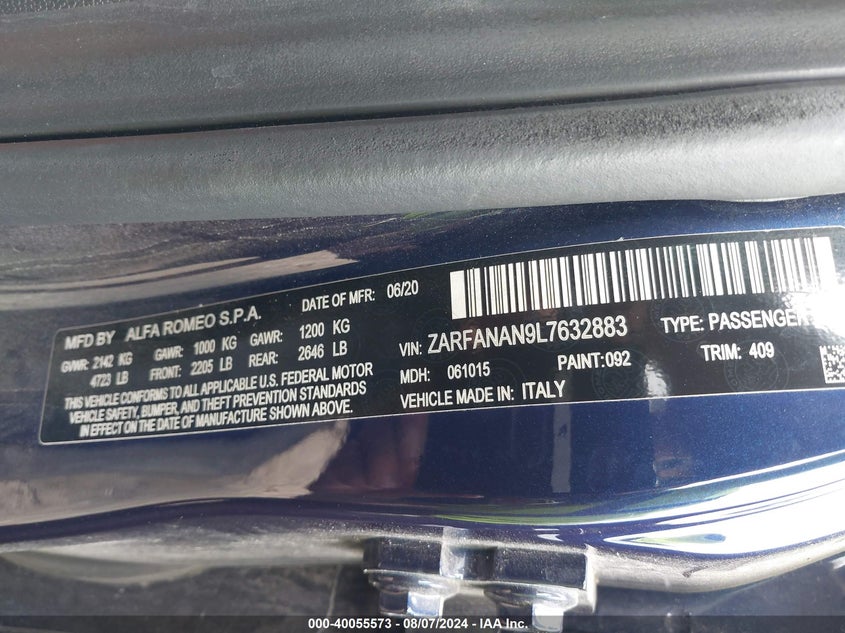 MFD BY ALFA ROMEO S.P.A. DATE OF MFR: 06/20
GVWR: 2142 KG GAWR: 1000 KG GAWR: 1200 KG
4723 LB FRONT: 2205 LB REAR: 2646 LB
THIS VEHICLE CONFORMS TO ALL APPLICABLE U.S. FEDERAL MOTOR
VEHICLE SAFETY, BUMPER, AND THEFT PREVENTION STANDARDS
IN EFFECT ON THE DATE OF MANUFACTURE SHOWN ABOVE.
VIN: ZARFANAN9L7632883 TYPE: PASSENGER
MDH: 061015 PAINT:092 TRIM: 409
VEHICLE MADE IN: ITALY
000-40055573 - 08/07/2024 - IAA Inc.